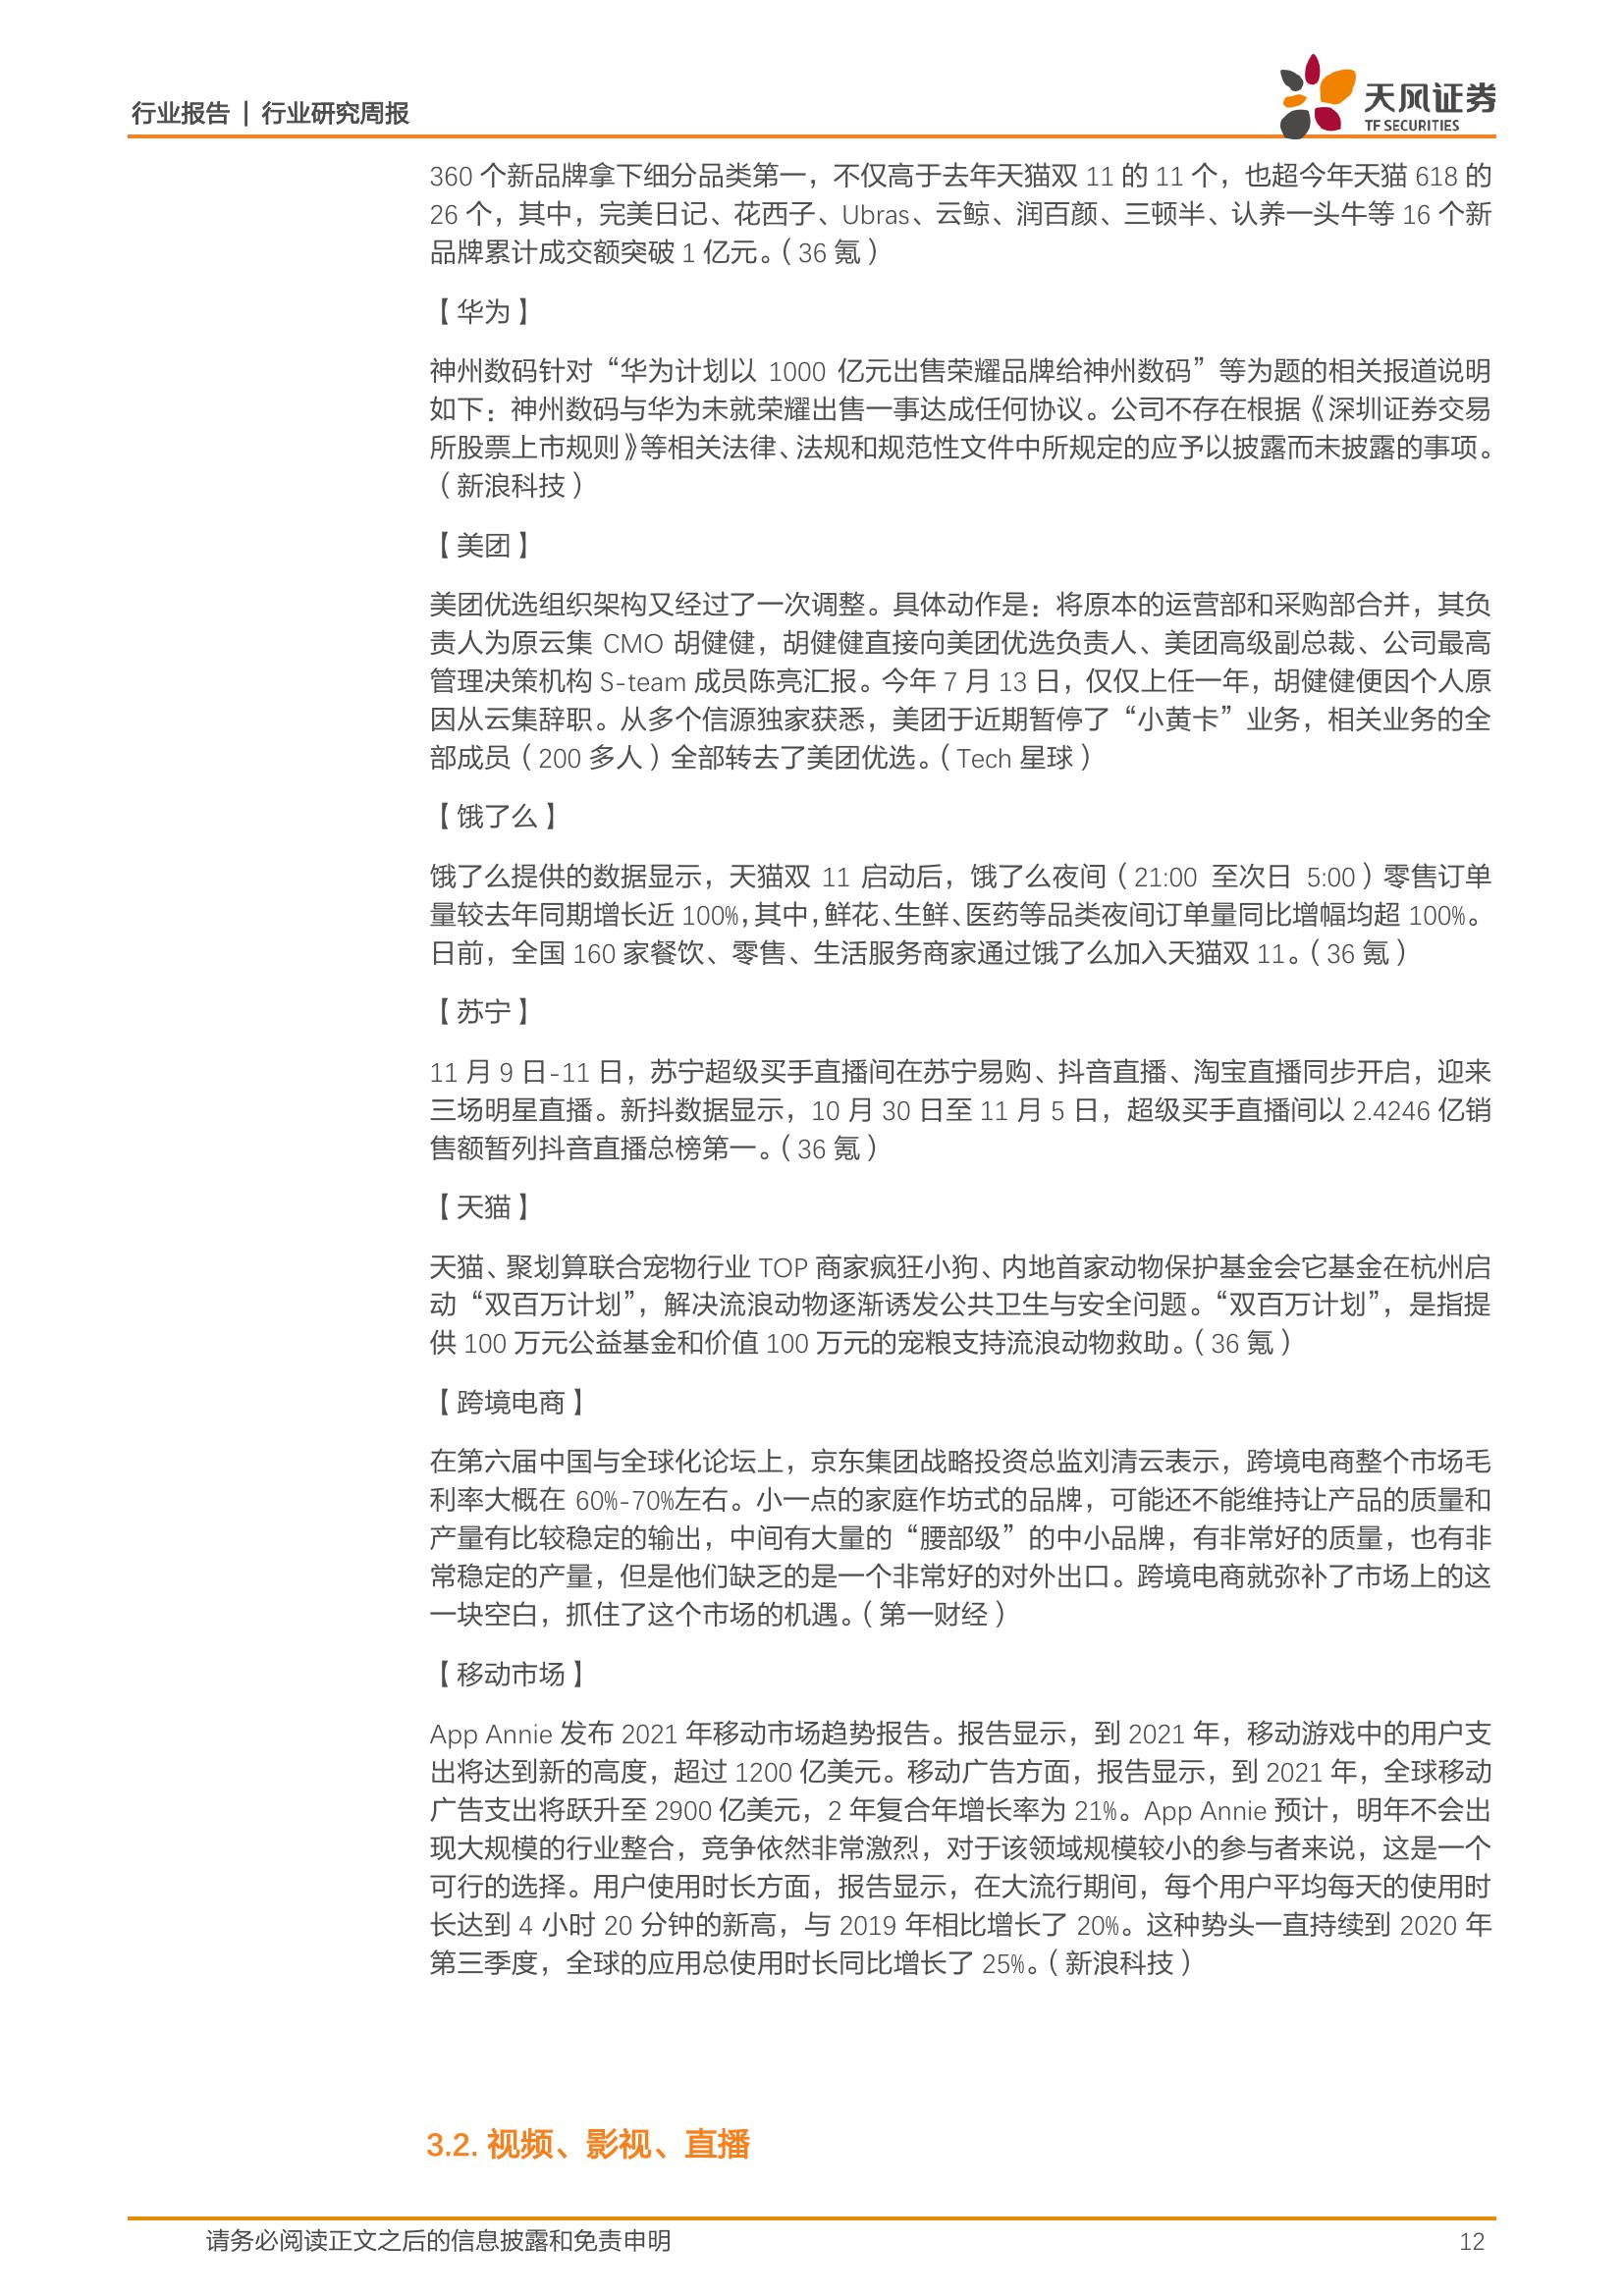 行业报告 | 行业研究周报
天风证券
TF SECURITIES
360 个新品牌拿下细分品类第一，不仅高于去年天猫双 11 的 11 个，也超今年天猫 618 的
26 个，其中，完美日记、花西子、Ubras、云鲸、润百颜、三顿半、认养一头牛等 16 个新
品牌累计成交额突破 1 亿元。（36 氪）
【华为】
神州数码针对“华为计划以 1000 亿元出售荣耀品牌给神州数码”等为题的相关报道说明
如下：神州数码与华为未就荣耀出售一事达成任何协议。公司不存在根据《深圳证券交易
所股票上市规则》等相关法律、法规和规范性文件中所规定的应予以披露而未披露的事项。
（新浪科技）
【美团】
美团优选组织架构又经过了一次调整。具体动作是：将原本的运营部和采购部合并，其负
责人为原云集 CMO 胡健健，胡健健直接向美团优选负责人、美团高级副总裁、公司最高
管理决策机构 S-team 成员陈亮汇报。今年 7 月 13 日，仅仅上任一年，胡健健便因个人原
因从云集辞职。从多个信源独家获悉，美团于近期暂停了“小黄卡”业务，相关业务的全
部成员（200 多人）全部转去了美团优选。（Tech 星球）
【饿了么】
饿了么提供的数据显示，天猫双 11 启动后，饿了么夜间（21:00 至次日 5:00）零售订单
量较去年同期增长近 100%，其中，鲜花、生鲜、医药等品类夜间订单量同比增幅均超 100%。
日前，全国 160 家餐饮、零售、生活服务商家通过饿了么加入天猫双 11。（36 氪）
【苏宁】
11 月 9 日-11 日，苏宁超级买手直播间在苏宁易购、抖音直播、淘宝直播同步开启，迎来
三场明星直播。新抖数据显示，10 月 30 日至 11 月 5 日，超级买手直播间以 2.4246 亿销
售额暂列抖音直播总榜第一。（36 氪）
【天猫】
天猫、聚划算联合宠物行业 TOP 商家疯狂小狗、内地首家动物保护基金会它基金在杭州启
动“双百万计划”，解决流浪动物逐渐诱发公共卫生与安全问题。“双百万计划”，是指提
供 100 万元公益基金和价值 100 万元的宠粮支持流浪动物救助。（36 氪）
【跨境电商】
在第六届中国与全球化论坛上，京东集团战略投资总监刘清云表示，跨境电商整个市场毛
利率大概在 60%-70%左右。小一点的家庭作坊式的品牌，可能还不能维持让产品的质量和
产量有比较稳定的输出，中间有大量的“腰部级”的中小品牌，有非常好的质量，也有非
常稳定的产量，但是他们缺乏的是一个非常好的对外出口。跨境电商就弥补了市场上的这
一块空白，抓住了这个市场的机遇。（第一财经）
【移动市场】
App Annie 发布 2021 年移动市场趋势报告。报告显示，到 2021 年，移动游戏中的用户支
出将达到新的高度，超过 1200 亿美元。移动广告方面，报告显示，到 2021 年，全球移动
广告支出将跃升至 2900 亿美元，2 年复合年增长率为 21%。App Annie 预计，明年不会出
现大规模的行业整合，竞争依然非常激烈，对于该领域规模较小的参与者来说，这是一个
可行的选择。用户使用时长方面，报告显示，在大流行期间，每个用户平均每天的使用时
长达到 4 小时 20 分钟的新高，与 2019 年相比增长了 20%。这种势头一直持续到 2020 年
第三季度，全球的应用总使用时长同比增长了 25%。（新浪科技）
3.2. 视频、影视、直播
请务必阅读正文之后的信息披露和免责申明
12